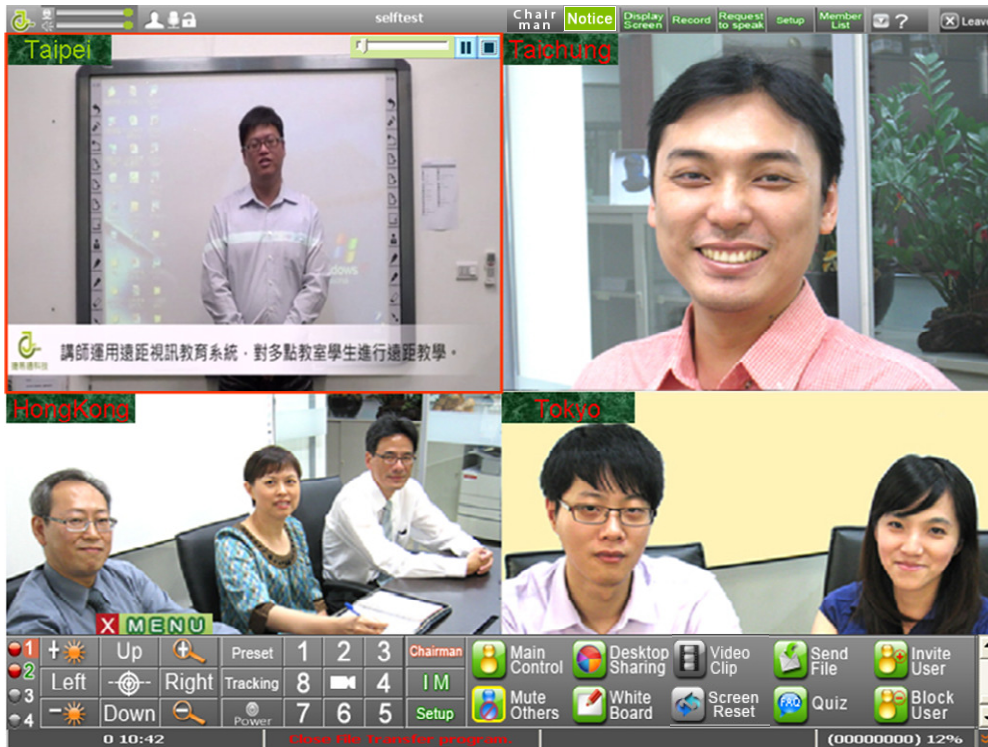 selftest
Chair
man
Notice
Display
Screen
Record
Request
to speak
Setup
Member
List
?
Leave
Taipei
Taichung
講師運用遠距視訊教育系統，對多點教室學生進行遠距教學。
HongKong
Tokyo
X MENU
1 + Up Preset 1 2 3 Chairman
2 Left Right Tracking 8 4 IM
3
4 - Down Power 7 6 5 Setup
Main
Control
Desktop
Sharing
Video
Clip
Send
File
Invite
User
Mute
Others
White
Board
Screen
Reset
FAQ
Quiz
Block
User
0 10:42
Close file Transfer program.
(00000000) 12%